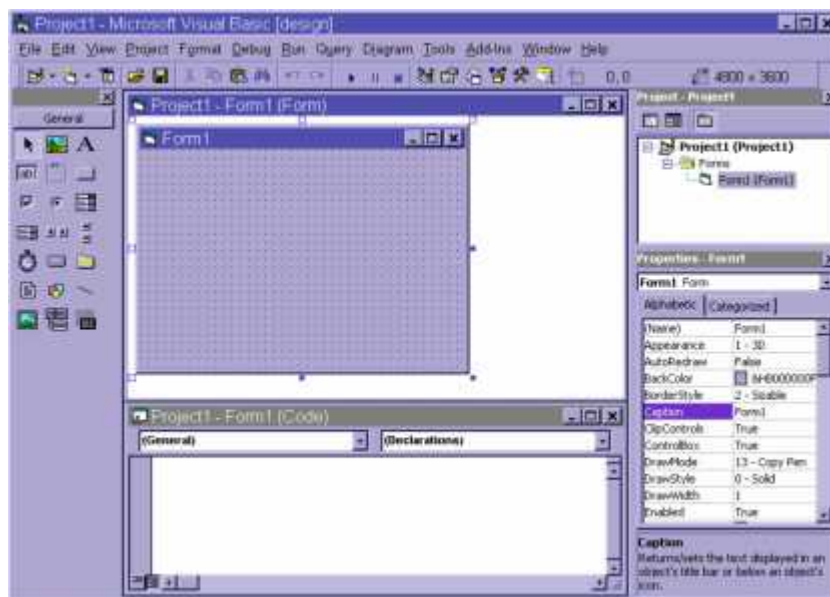 Project1 - Microsoft Visual Basic [design]
File Edit View Project Format Debug Run Query Diagram Tools Add-Ins Window Help
0, 0
4800 x 3600
General
Project1 - Form1 (Form)
Form1
Project1 - Form1 (Code)
(General)
(Declarations)
Project - Project1
Project1 (Project1)
Forms
Form1 (Form1)
Properties - Form1
Form1 Form
Alphabetic Categorized
(Name) Form1
Appearance 1 - 3D
AutoRedraw False
BackColor &H8000000F
BorderStyle 2 - Sizable
Caption Form1
ClipControls True
ControlBox True
DrawMode 13 - Copy Pen
DrawStyle 0 - Solid
DrawWidth 1
Enabled True
Caption
Returns/sets the text displayed in an
object's title bar or below an object's
icon.